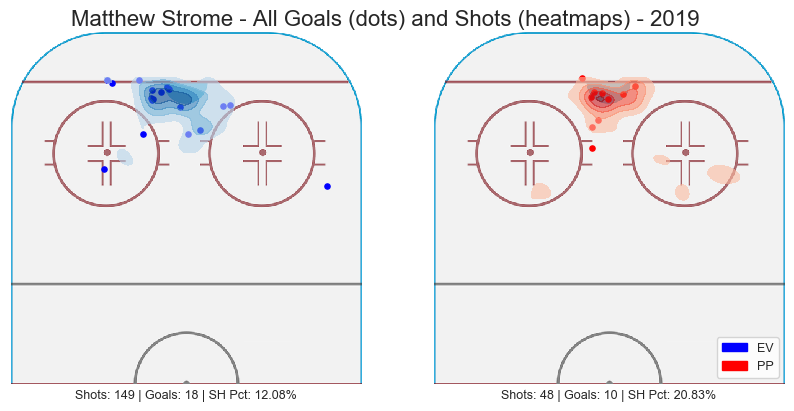 Matthew Strome - All Goals (dots) and Shots (heatmaps) - 2019
EV
PP
Shots: 149 | Goals: 18 | SH Pct: 12.08%
Shots: 48 | Goals: 10 | SH Pct: 20.83%